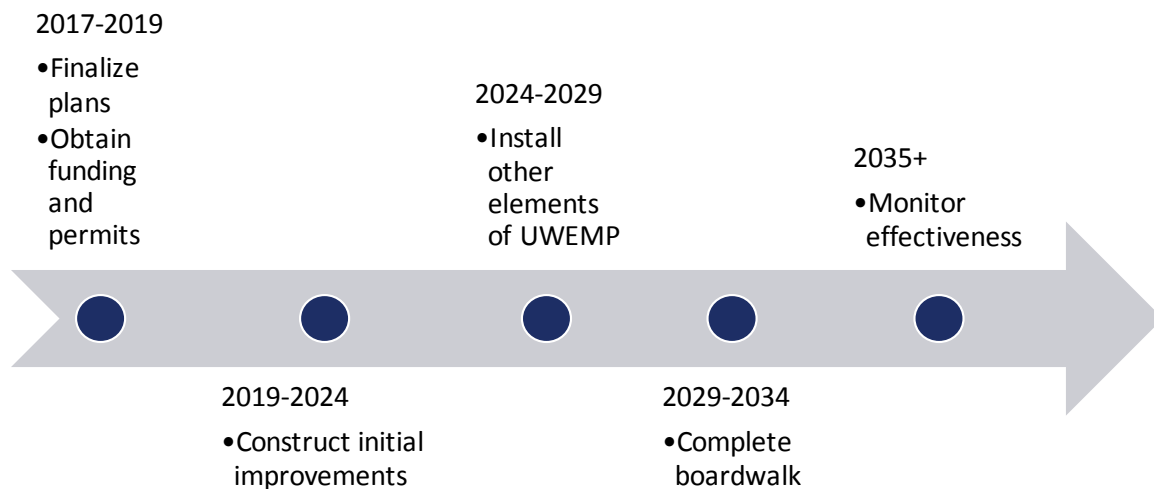 2017-2019
•Finalize
plans
•Obtain
funding
and
permits
2019-2024
•Construct initial
improvements
2024-2029
•Install
other
elements
of UWEMP
2029-2034
•Complete
boardwalk
2035+
•Monitor
effectiveness